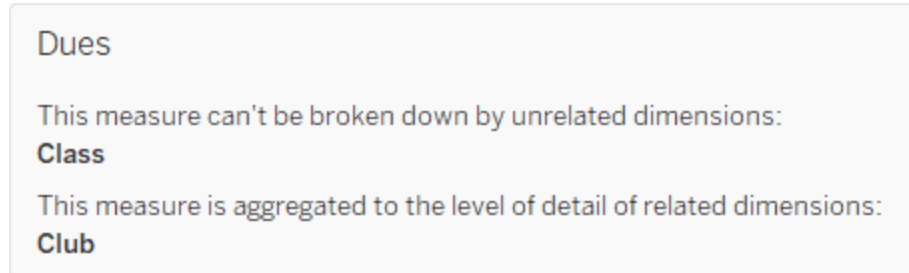 Dues
This measure can't be broken down by unrelated dimensions:
Class
This measure is aggregated to the level of detail of related dimensions:
Club